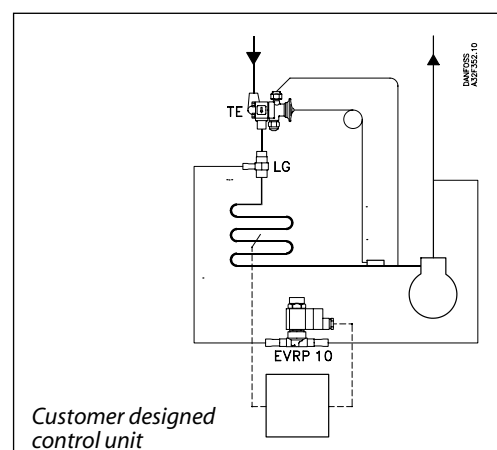 DANFOSS
A32F352.10
TE
LG
EVRP 10
Customer designed
control unit